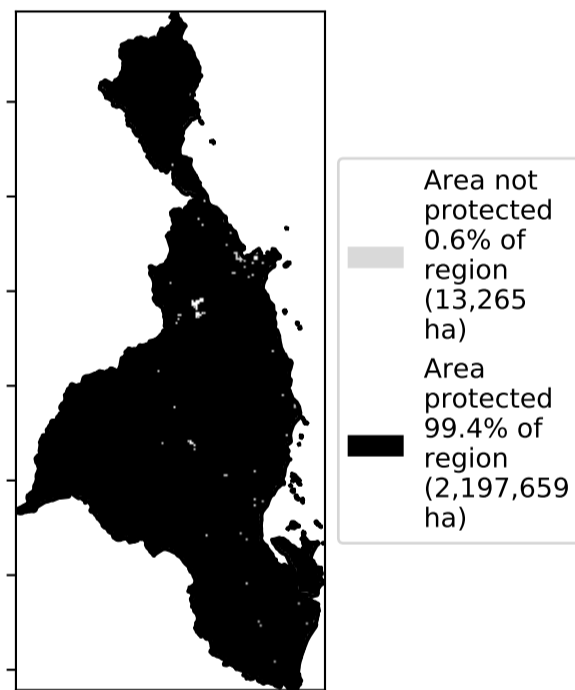 Area not
protected
0.6% of
region
(13,265
ha)
Area
protected
99.4% of
region
(2,197,659
ha)